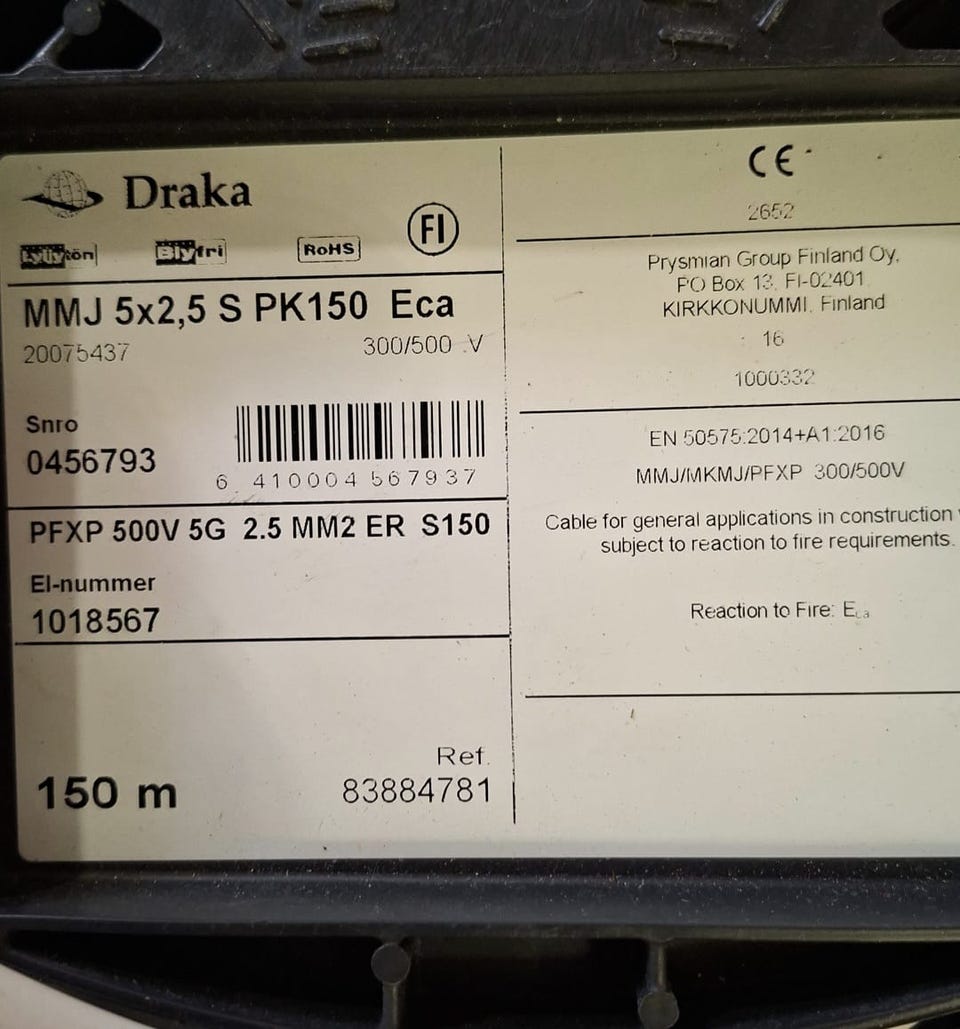 Draka
Lyijytön
Blyfri
RoHS
FI
MMJ 5x2,5 S PK150 Eca
20075437
300/500 V
Snro
0456793
6 410004 567937
PFXP 500V 5G 2.5 MM2 ER S150
El-nummer
1018567
150 m
Ref.
83884781
CE
2652
Prysmian Group Finland Oy,
PO Box 13, FI-02401
KIRKKONUMMI, Finland
16
1000332
EN 50575:2014+A1:2016
MMJ/MKMJ/PFXP 300/500V
Cable for general applications in construction
subject to reaction to fire requirements.
Reaction to Fire: Eca